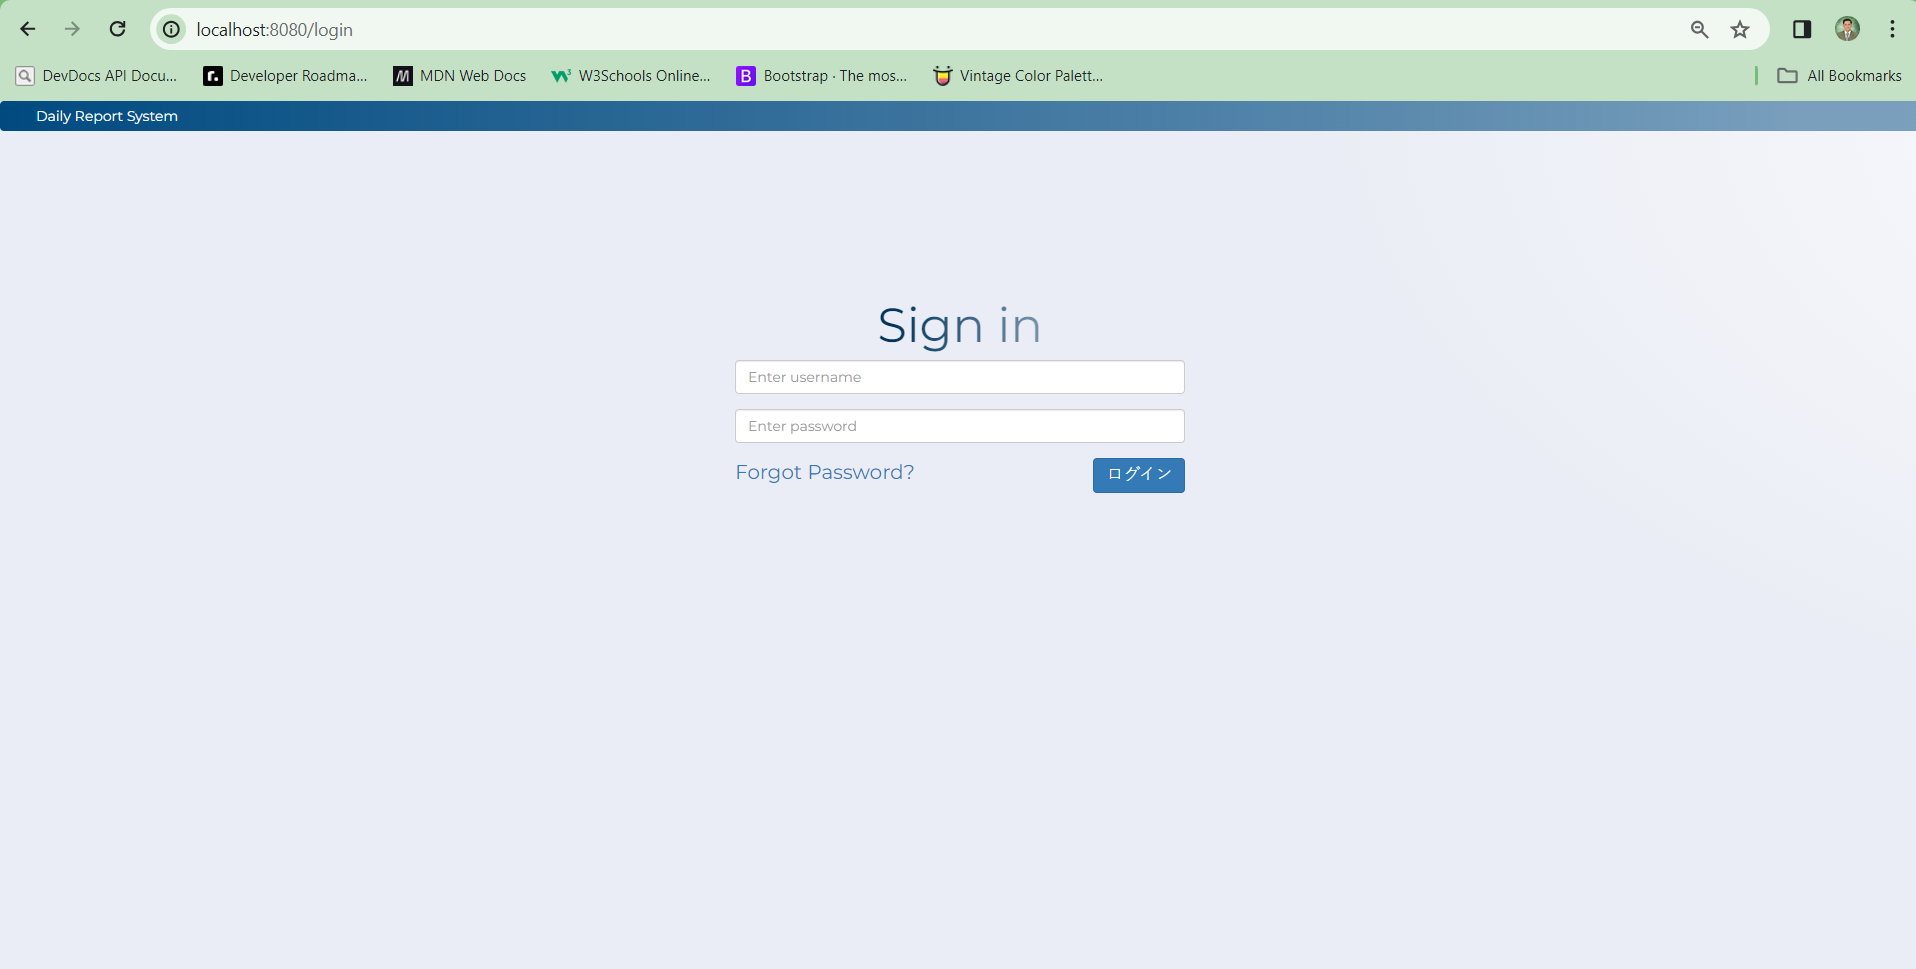 localhost:8080/login
DevDocs API Docu... Developer Roadma... MDN Web Docs W3Schools Online... Bootstrap · The mos... Vintage Color Palett... All Bookmarks
Daily Report System
Sign in
Enter username
Enter password
Forgot Password? ログイン